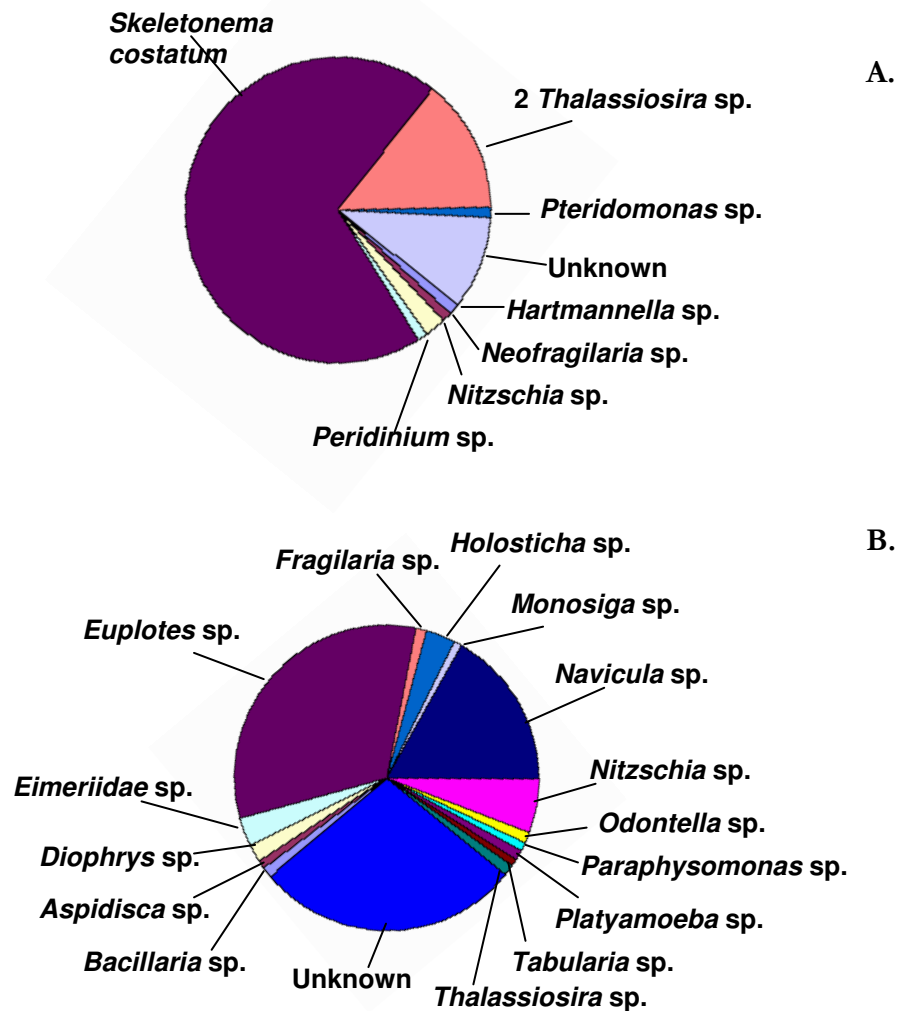 Skeletonema
costatum
A.
2 Thalassiosira sp.
Pteridomonas sp.
Unknown
Hartmannella sp.
Neofragilaria sp.
Nitzschia sp.
Peridinium sp.
B.
Holosticha sp.
Fragilaria sp.
Monosiga sp.
Euplotes sp.
Navicula sp.
Nitzschia sp.
Eimeriidae sp.
Odontella sp.
Diophrys sp.
Paraphysomonas sp.
Aspidisca sp.
Platyamoeba sp.
Bacillaria sp.
Tabularia sp.
Unknown
Thalassiosira sp.